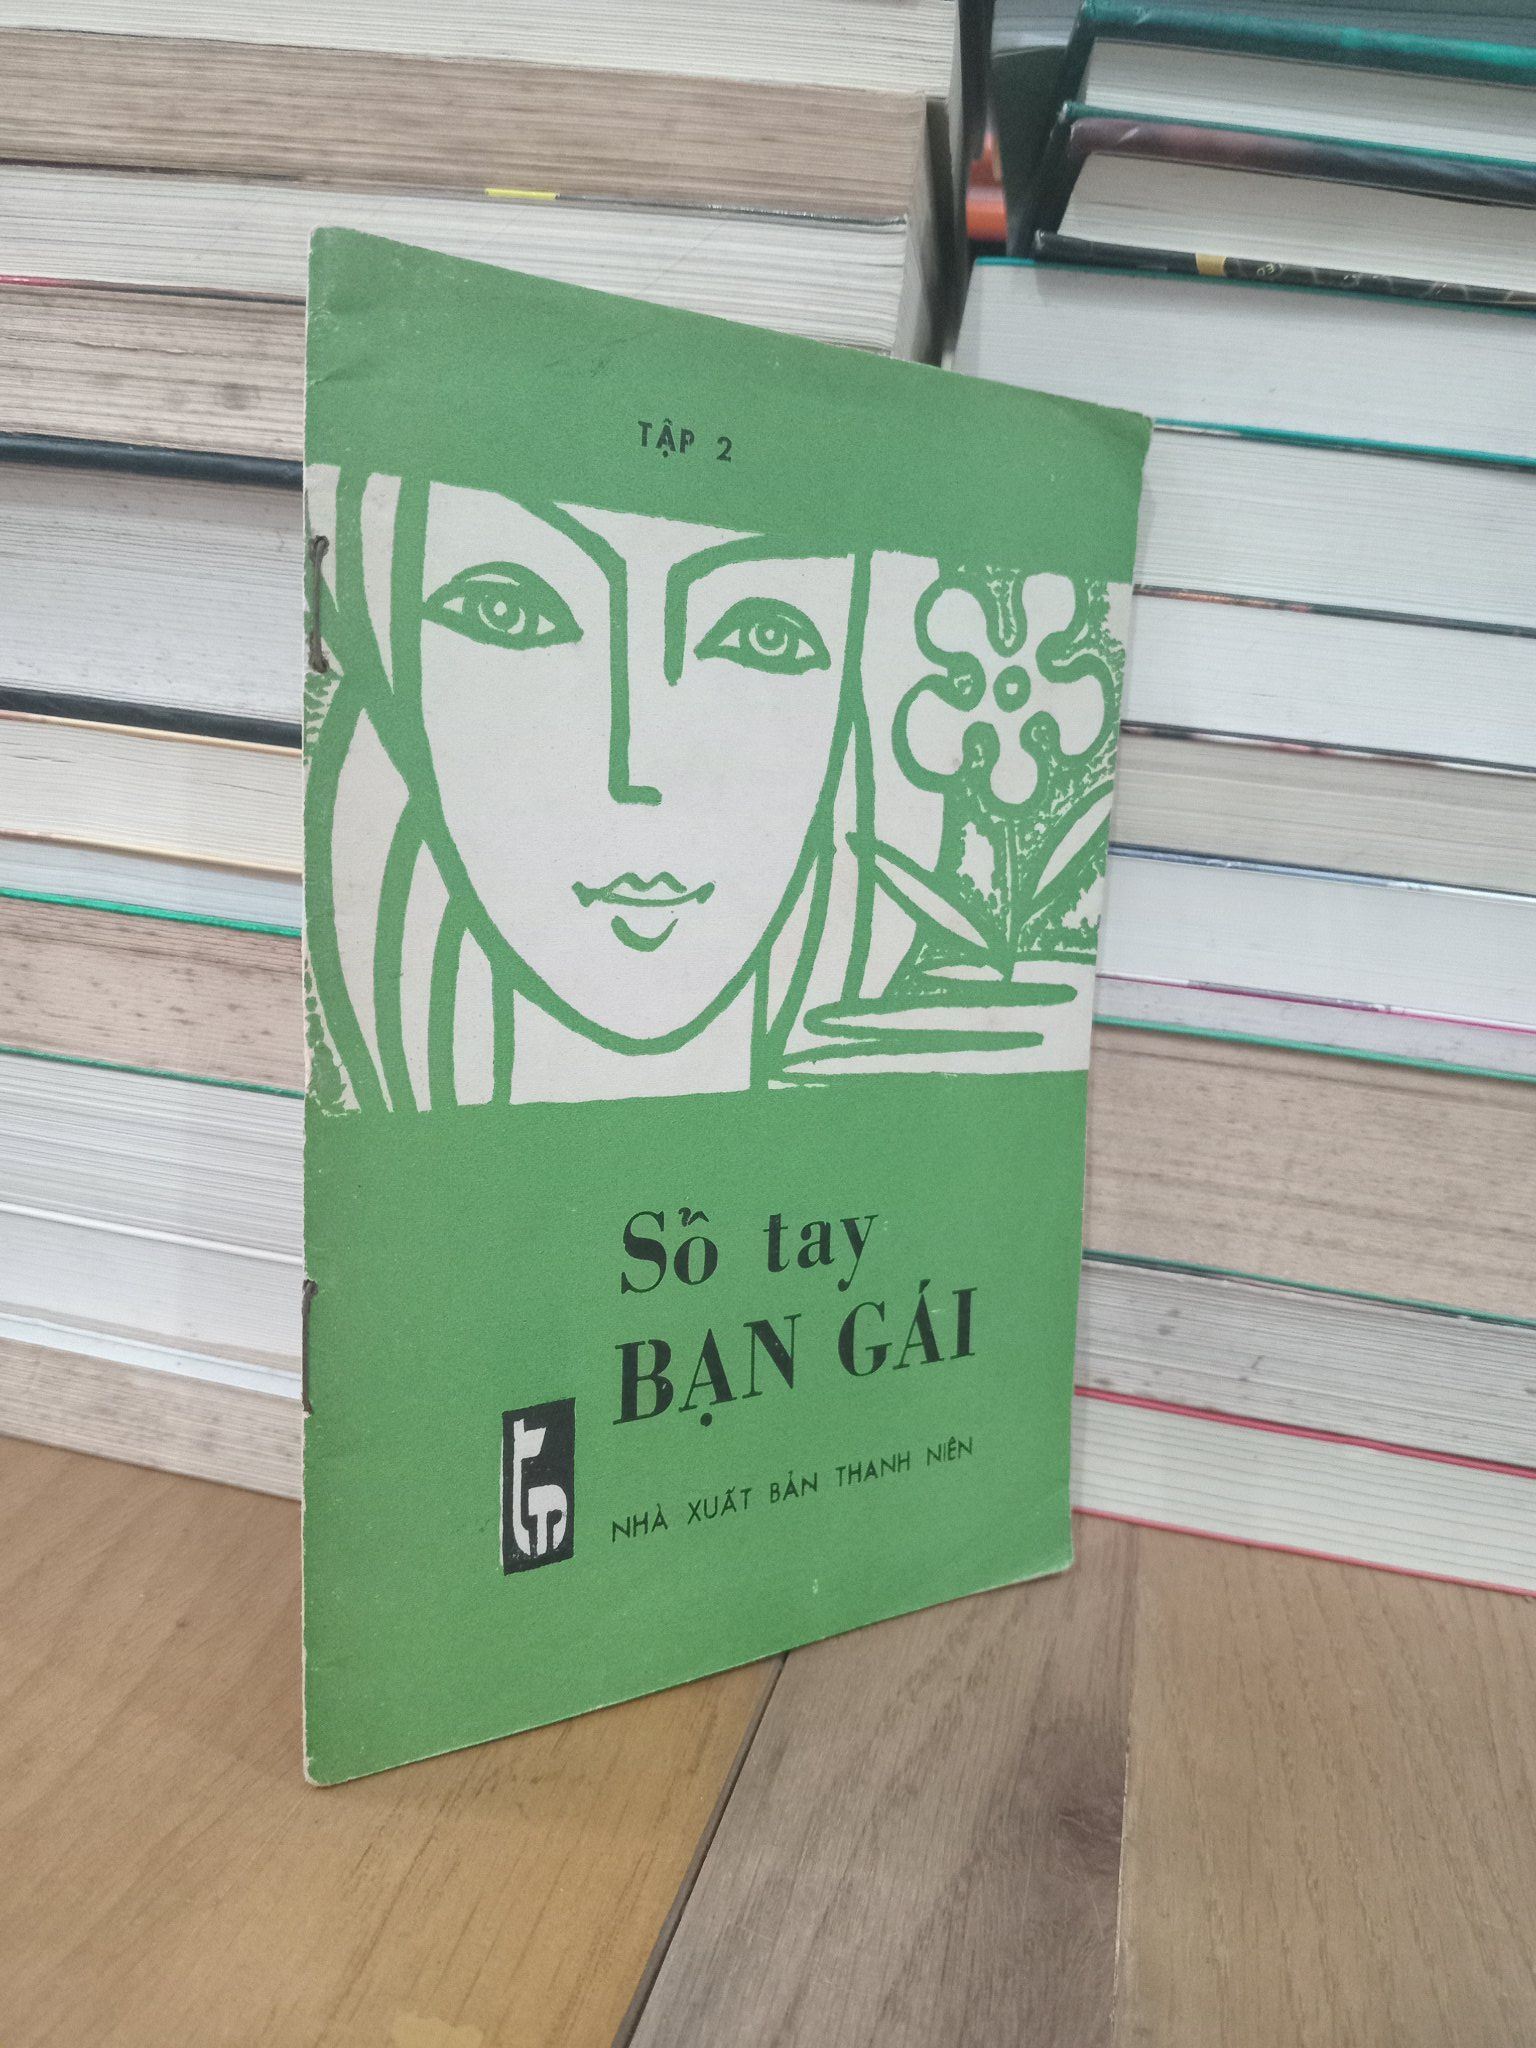 TẬP 2
Sổ tay
BẠN GÁI
NHÀ XUẤT BẢN THANH NIÊN